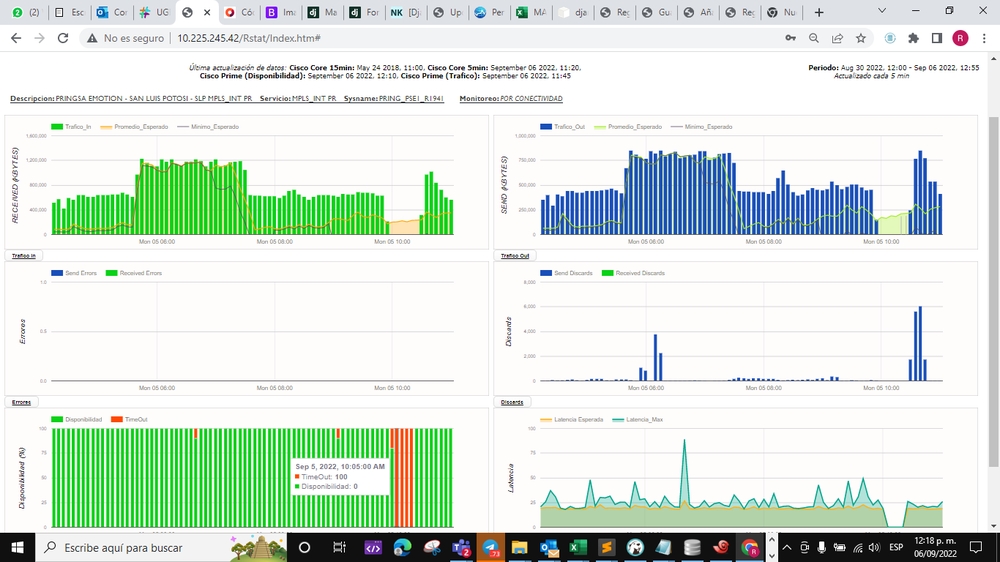 (2)
Esc
Cor
UG
Cóc
Imá
Ma
For
NK [Dj
Up
Per
MA
dja
Reg
Gu
Aña
Reg
Nu
No es seguro | 10.225.245.42/Rstat/Index.htm#
R
Última actualización de datos: Cisco Core 15min: May 24 2018, 11:00, Cisco Core 5min: September 06 2022, 11:20,
Cisco Prime (Disponibilidad): September 06 2022, 12:10, Cisco Prime (Trafico): September 06 2022, 11:45
Periodo: Aug 30 2022, 12:00 - Sep 06 2022, 12:55
Actualizado cada 5 min
Descripcion: PRINGSA EMOTION - SAN LUIS POTOSI - SLP MPLS_INT PR Servicio: MPLS_INT PR Sysname: PRING_PSE1_R1941 Monitoreo: POR CONECTIVIDAD
Trafico_In Promedio_Esperado Minimo_Esperado
RECEIVED (KBYTES)
1,600,000
1,200,000
800,000
400,000
0
Mon 05 06:00 Mon 05 08:00 Mon 05 10:00
Trafico In
Trafico_Out Promedio_Esperado Minimo_Esperado
SEND (KBYTES)
1,000,000
750,000
500,000
250,000
0
Mon 05 06:00 Mon 05 08:00 Mon 05 10:00
Trafico Out
Send Errors Received Errors
Errores
1.0
0.5
0.0
Mon 05 06:00 Mon 05 08:00 Mon 05 10:00
Errores
Send Discards Received Discards
Discards
8,000
6,000
4,000
2,000
0
Mon 05 06:00 Mon 05 08:00 Mon 05 10:00
Discards
Disponibilidad TimeOut
Disponibilidad (%)
100
75
50
25
0
Sep 5, 2022, 10:05:00 AM
TimeOut: 100
Disponibilidad: 0
Latencia Esperada Latencia_Max
Latencia
100
75
50
25
0
Escribe aquí para buscar
2
73
ESP
12:18 p. m.
06/09/2022